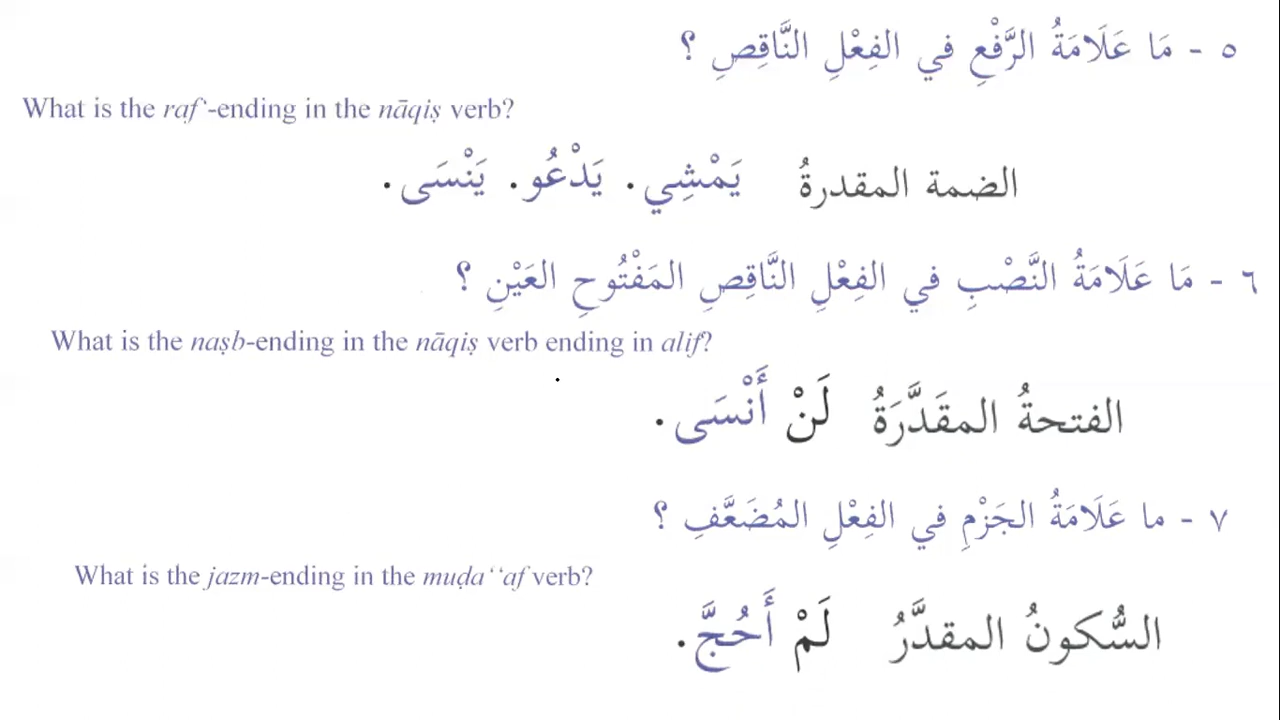 ٥ - مَا عَلَامَةُ الرَّفْعِ في الفِعْلِ النَّاقِصِ ؟
What is the raf‘-ending in the nāqiṣ verb?
الضمة المقدرةُ يَمْشِي . يَدْعُو . يَنْسَى .
٦ - مَا عَلَامَةُ النَّصْبِ في الفِعْلِ النَّاقِصِ المَفْتُوحِ العَيْنِ ؟
What is the naṣb-ending in the nāqiṣ verb ending in alif?
الفتحةُ المقَدَّرَةُ لَنْ أَنْسَى .
٧ - ما عَلَامَةُ الجَزْمِ في الفِعْلِ المُضَعَّفِ ؟
What is the jazm-ending in the muḍa‘‘af verb?
السُّكونُ المقدَّرُ لَمْ أَحُجَّ .